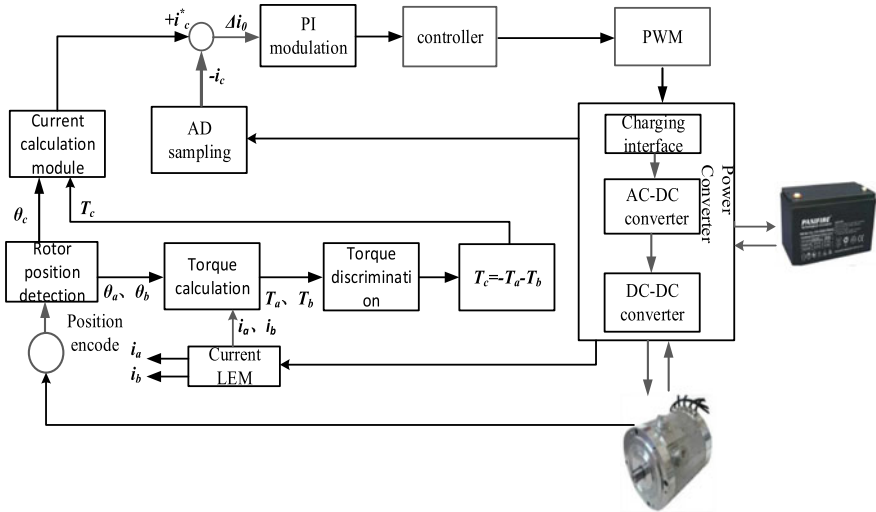 +i*c
Δi0
PI
modulation
controller
PWM
-ic
Current
calculation
module
AD
sampling
Charging
interface
Power
Converter
AC-DC
converter
DC-DC
converter
θc
Tc
Rotor
position
detection
θa、θb
Torque
calculation
Ta、Tb
Torque
discriminati
on
Tc=-Ta-Tb
Position
encode
ia、ib
ia
ib
Current
LEM